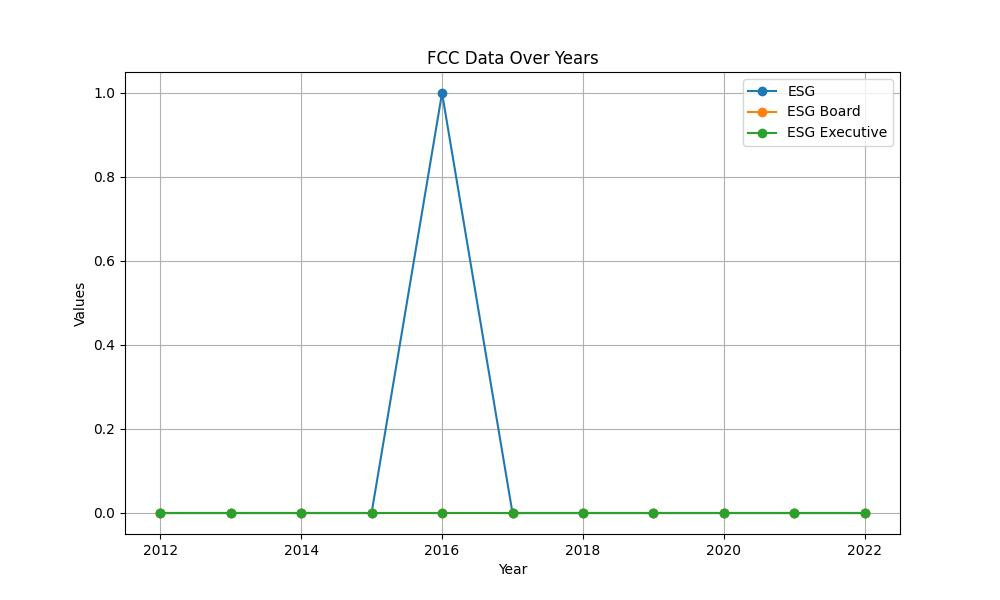 FCC Data Over Years
ESG
ESG Board
ESG Executive
1.0
0.8
0.6
0.4
0.2
0.0
Values
2012 2014 2016 2018 2020 2022
Year